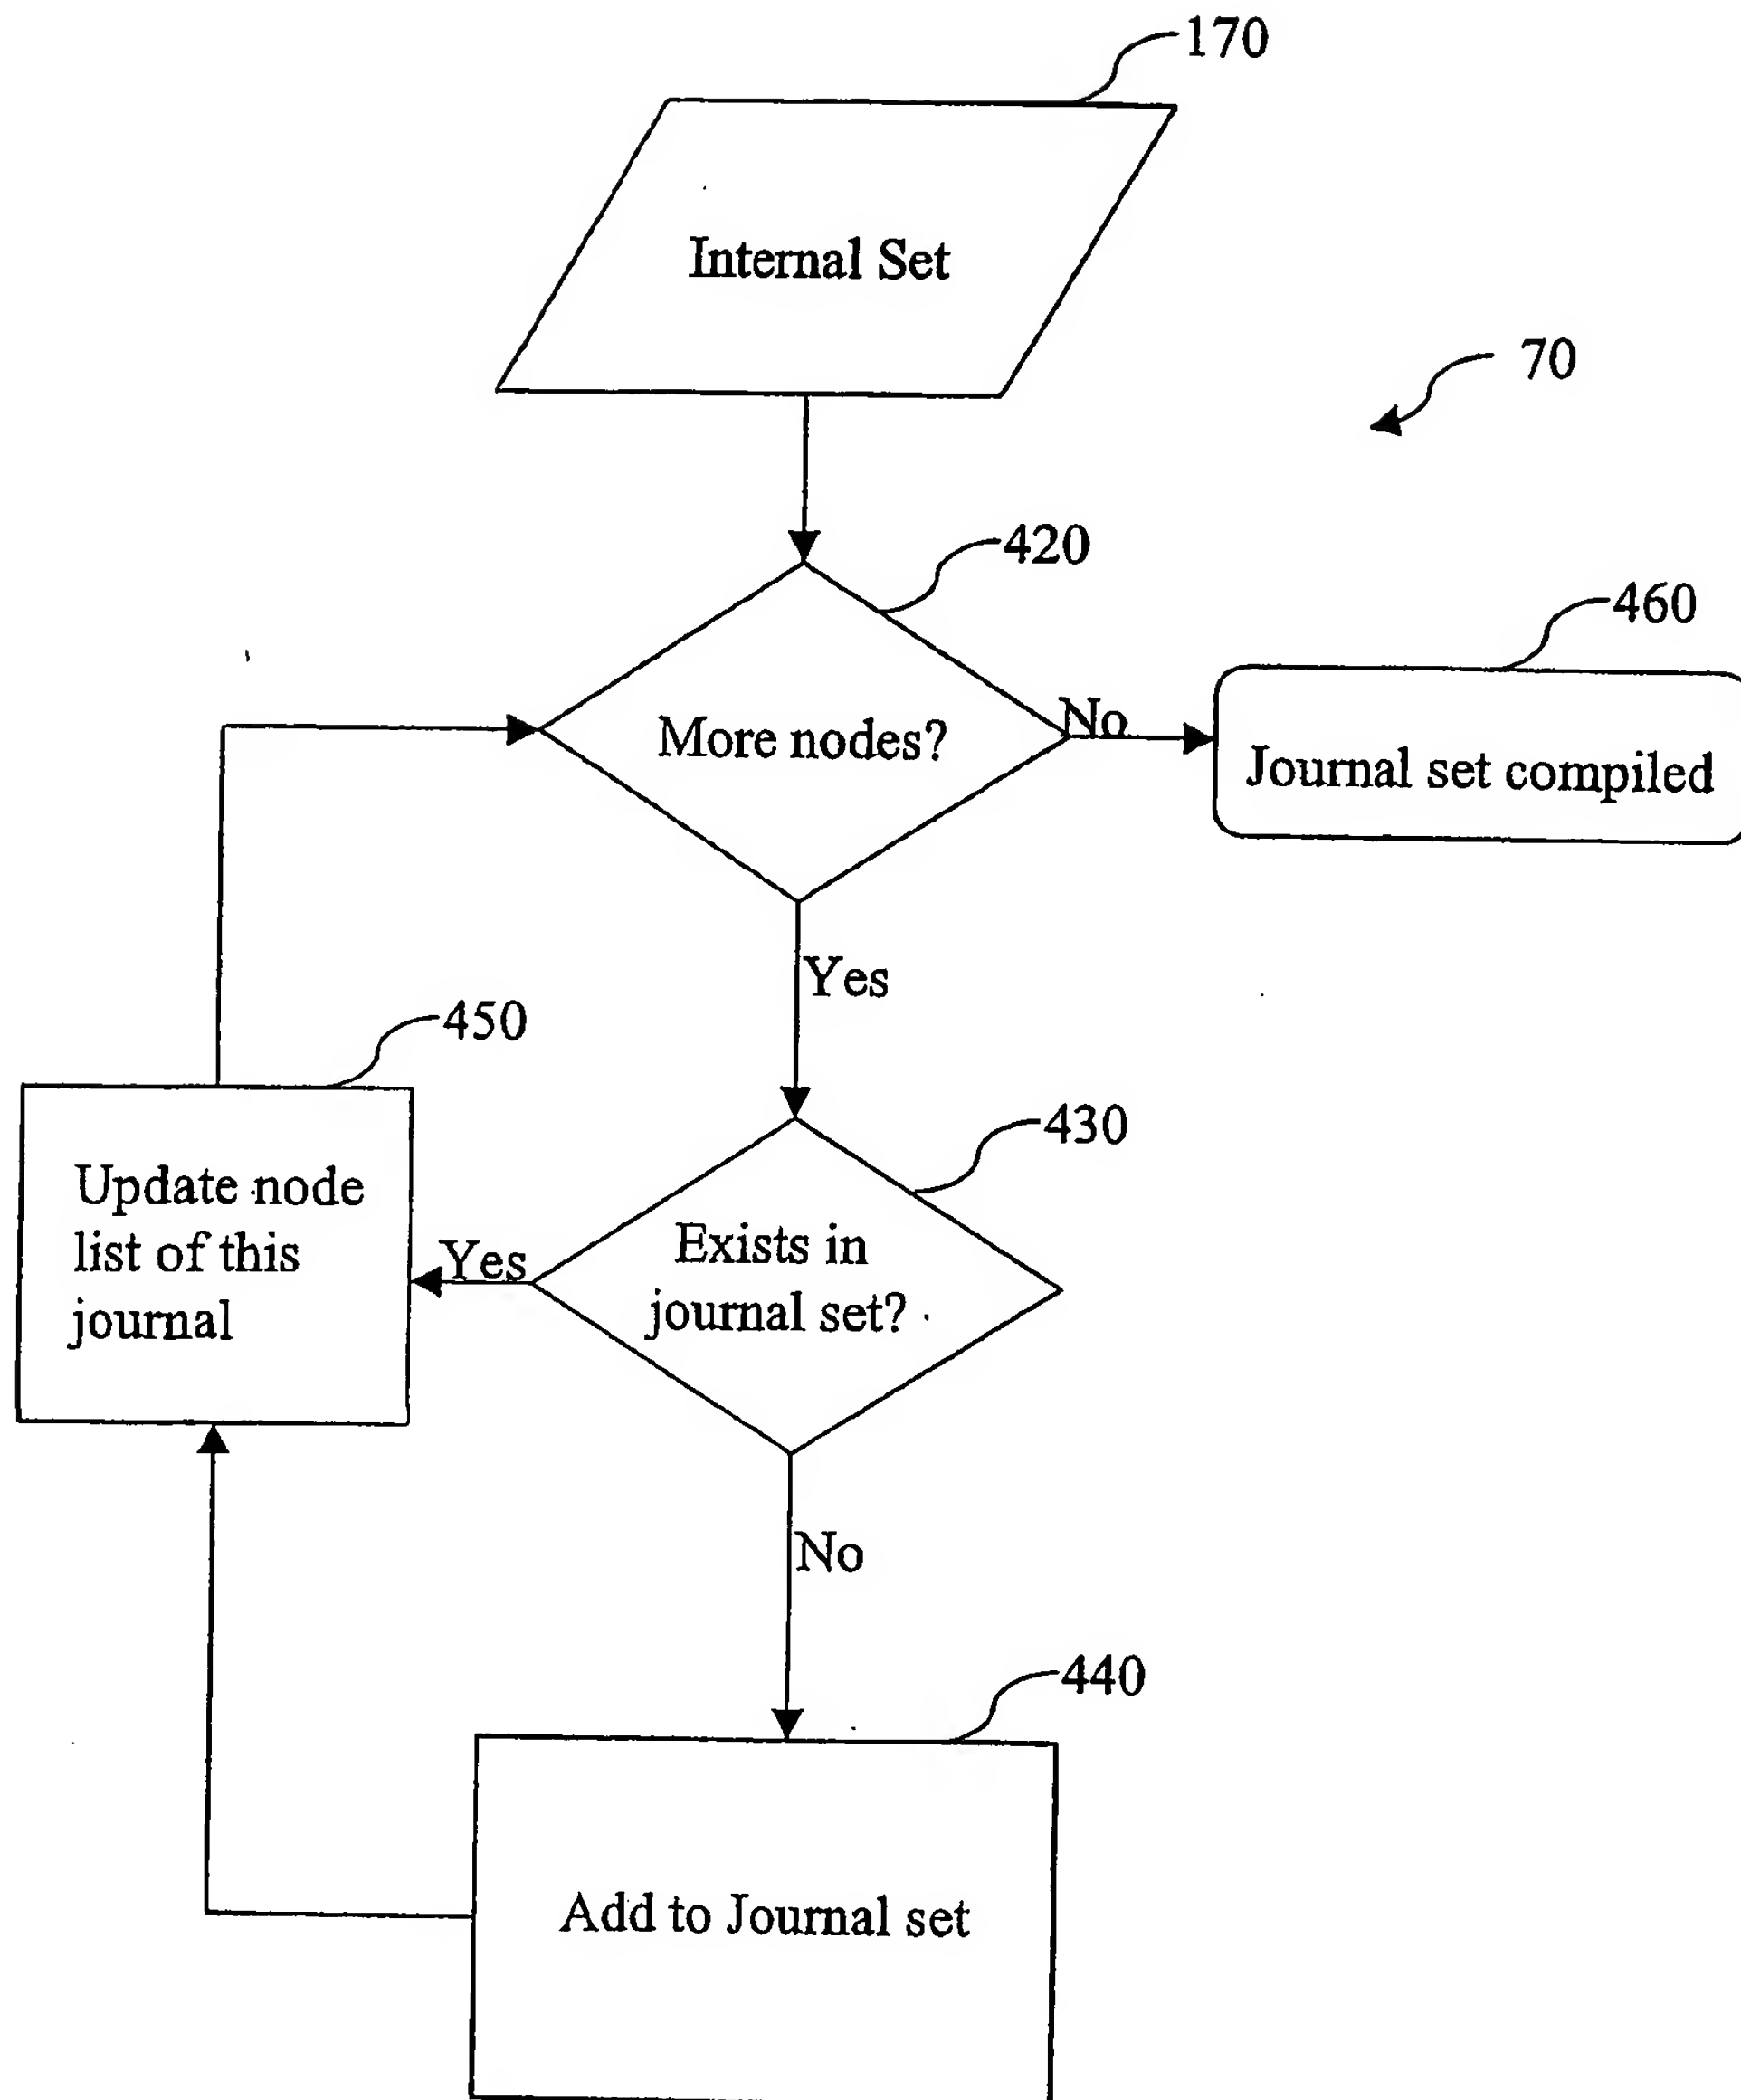 170
Internal Set
70
420
460
More nodes?
No
Journal set compiled
Yes
450
430
Update node
list of this
journal
Yes
Exists in
journal set?
No
440
Add to Journal set